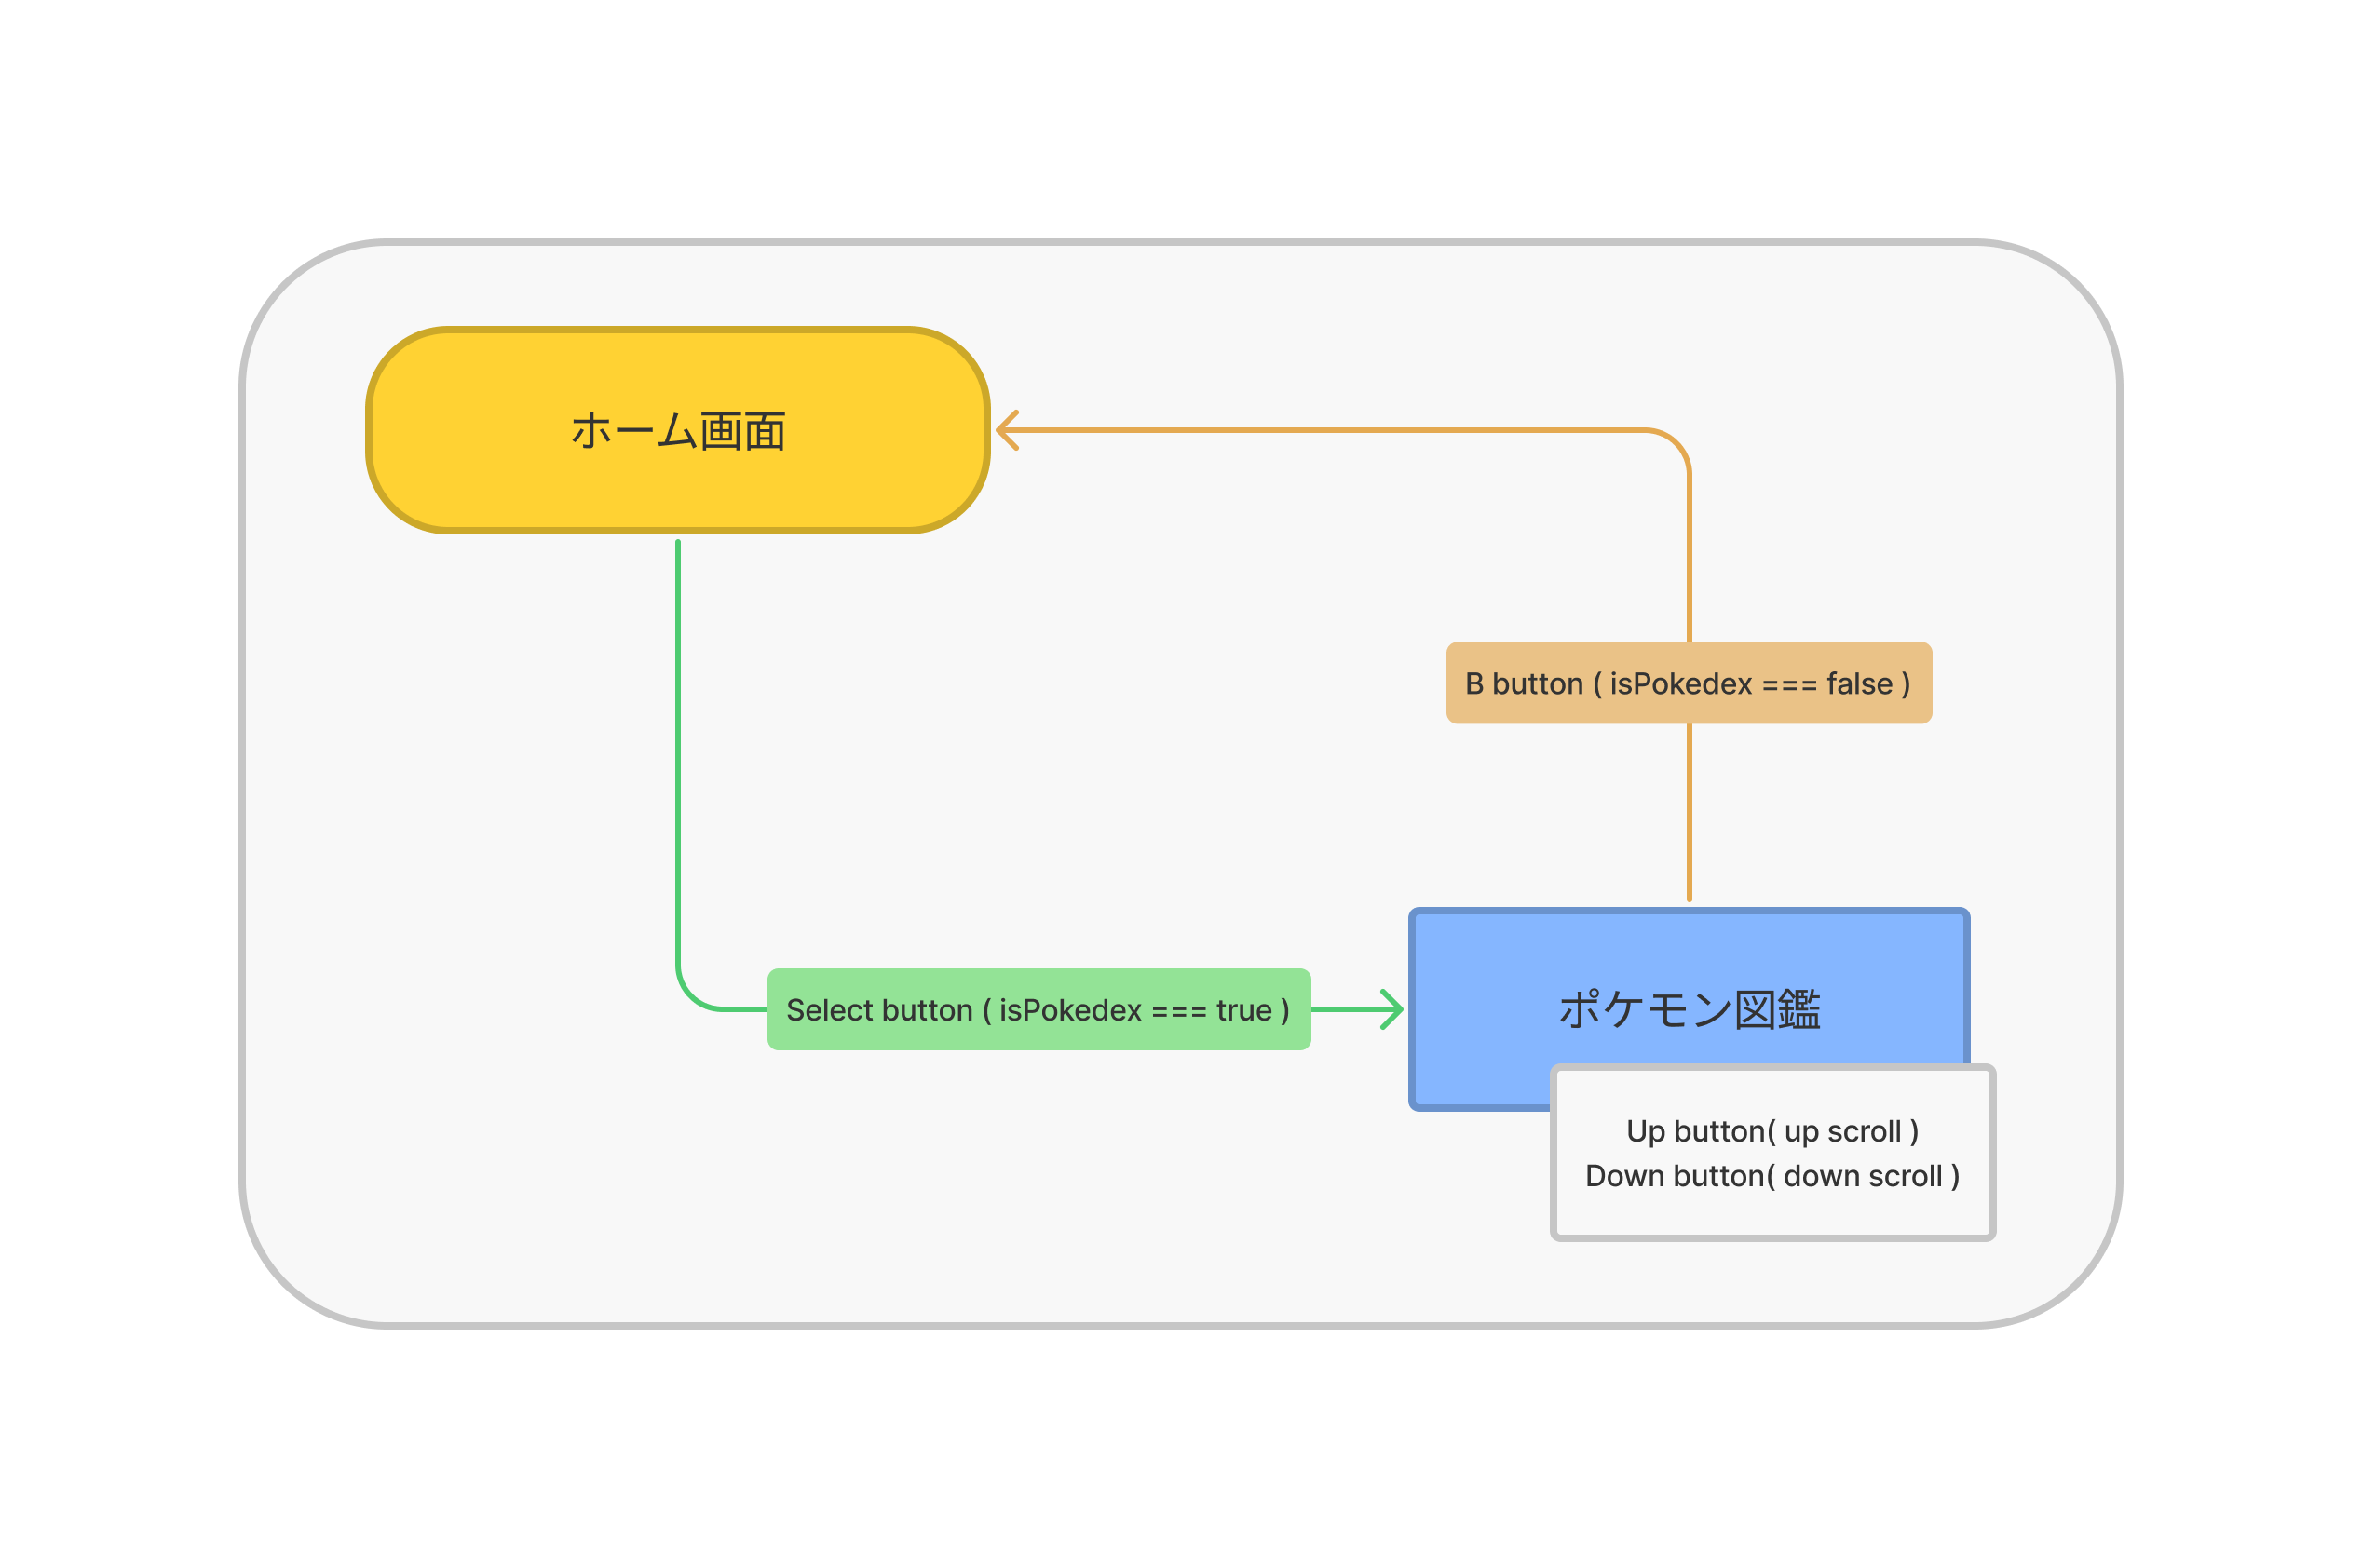 ホーム画面
B button ( isPokedex === false )
Select button ( isPokedex === true )
ポケモン図鑑
Up button( up scroll )
Down button( down scroll )